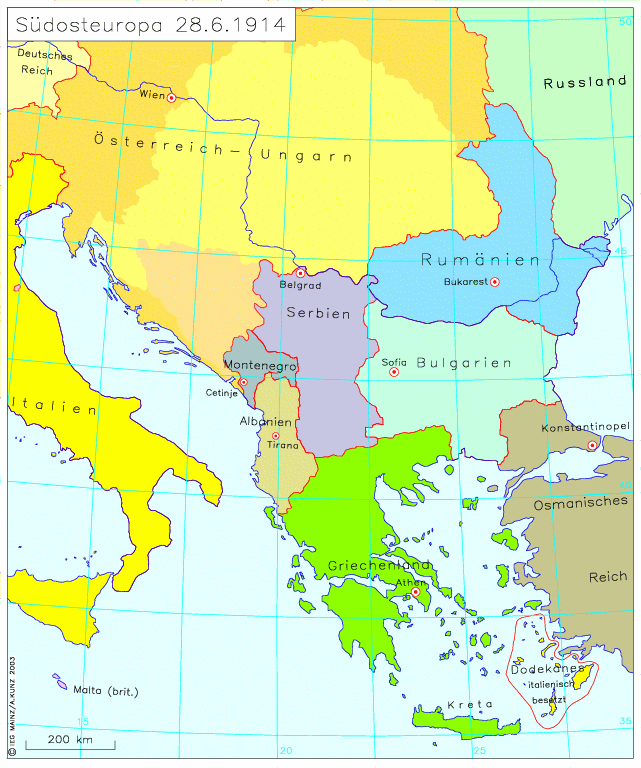 Südosteuropa 28.6.1914
50
Deutsches
Reich
Russland
Wien
Österreich-Ungarn
Rumänien
45
Bukarest
Belgrad
Serbien
Sofia
Bulgarien
Montenegro
Cetinje
Italien
Albanien
Tirana
Konstantinopel
40
Osmanisches
Griechenland
Reich
Athen
Dodekanes
italienisch
besetzt
Malta (brit.)
Kreta
15
20
25
35
200 km
© IEG MAINZ/A.KUNZ 2003